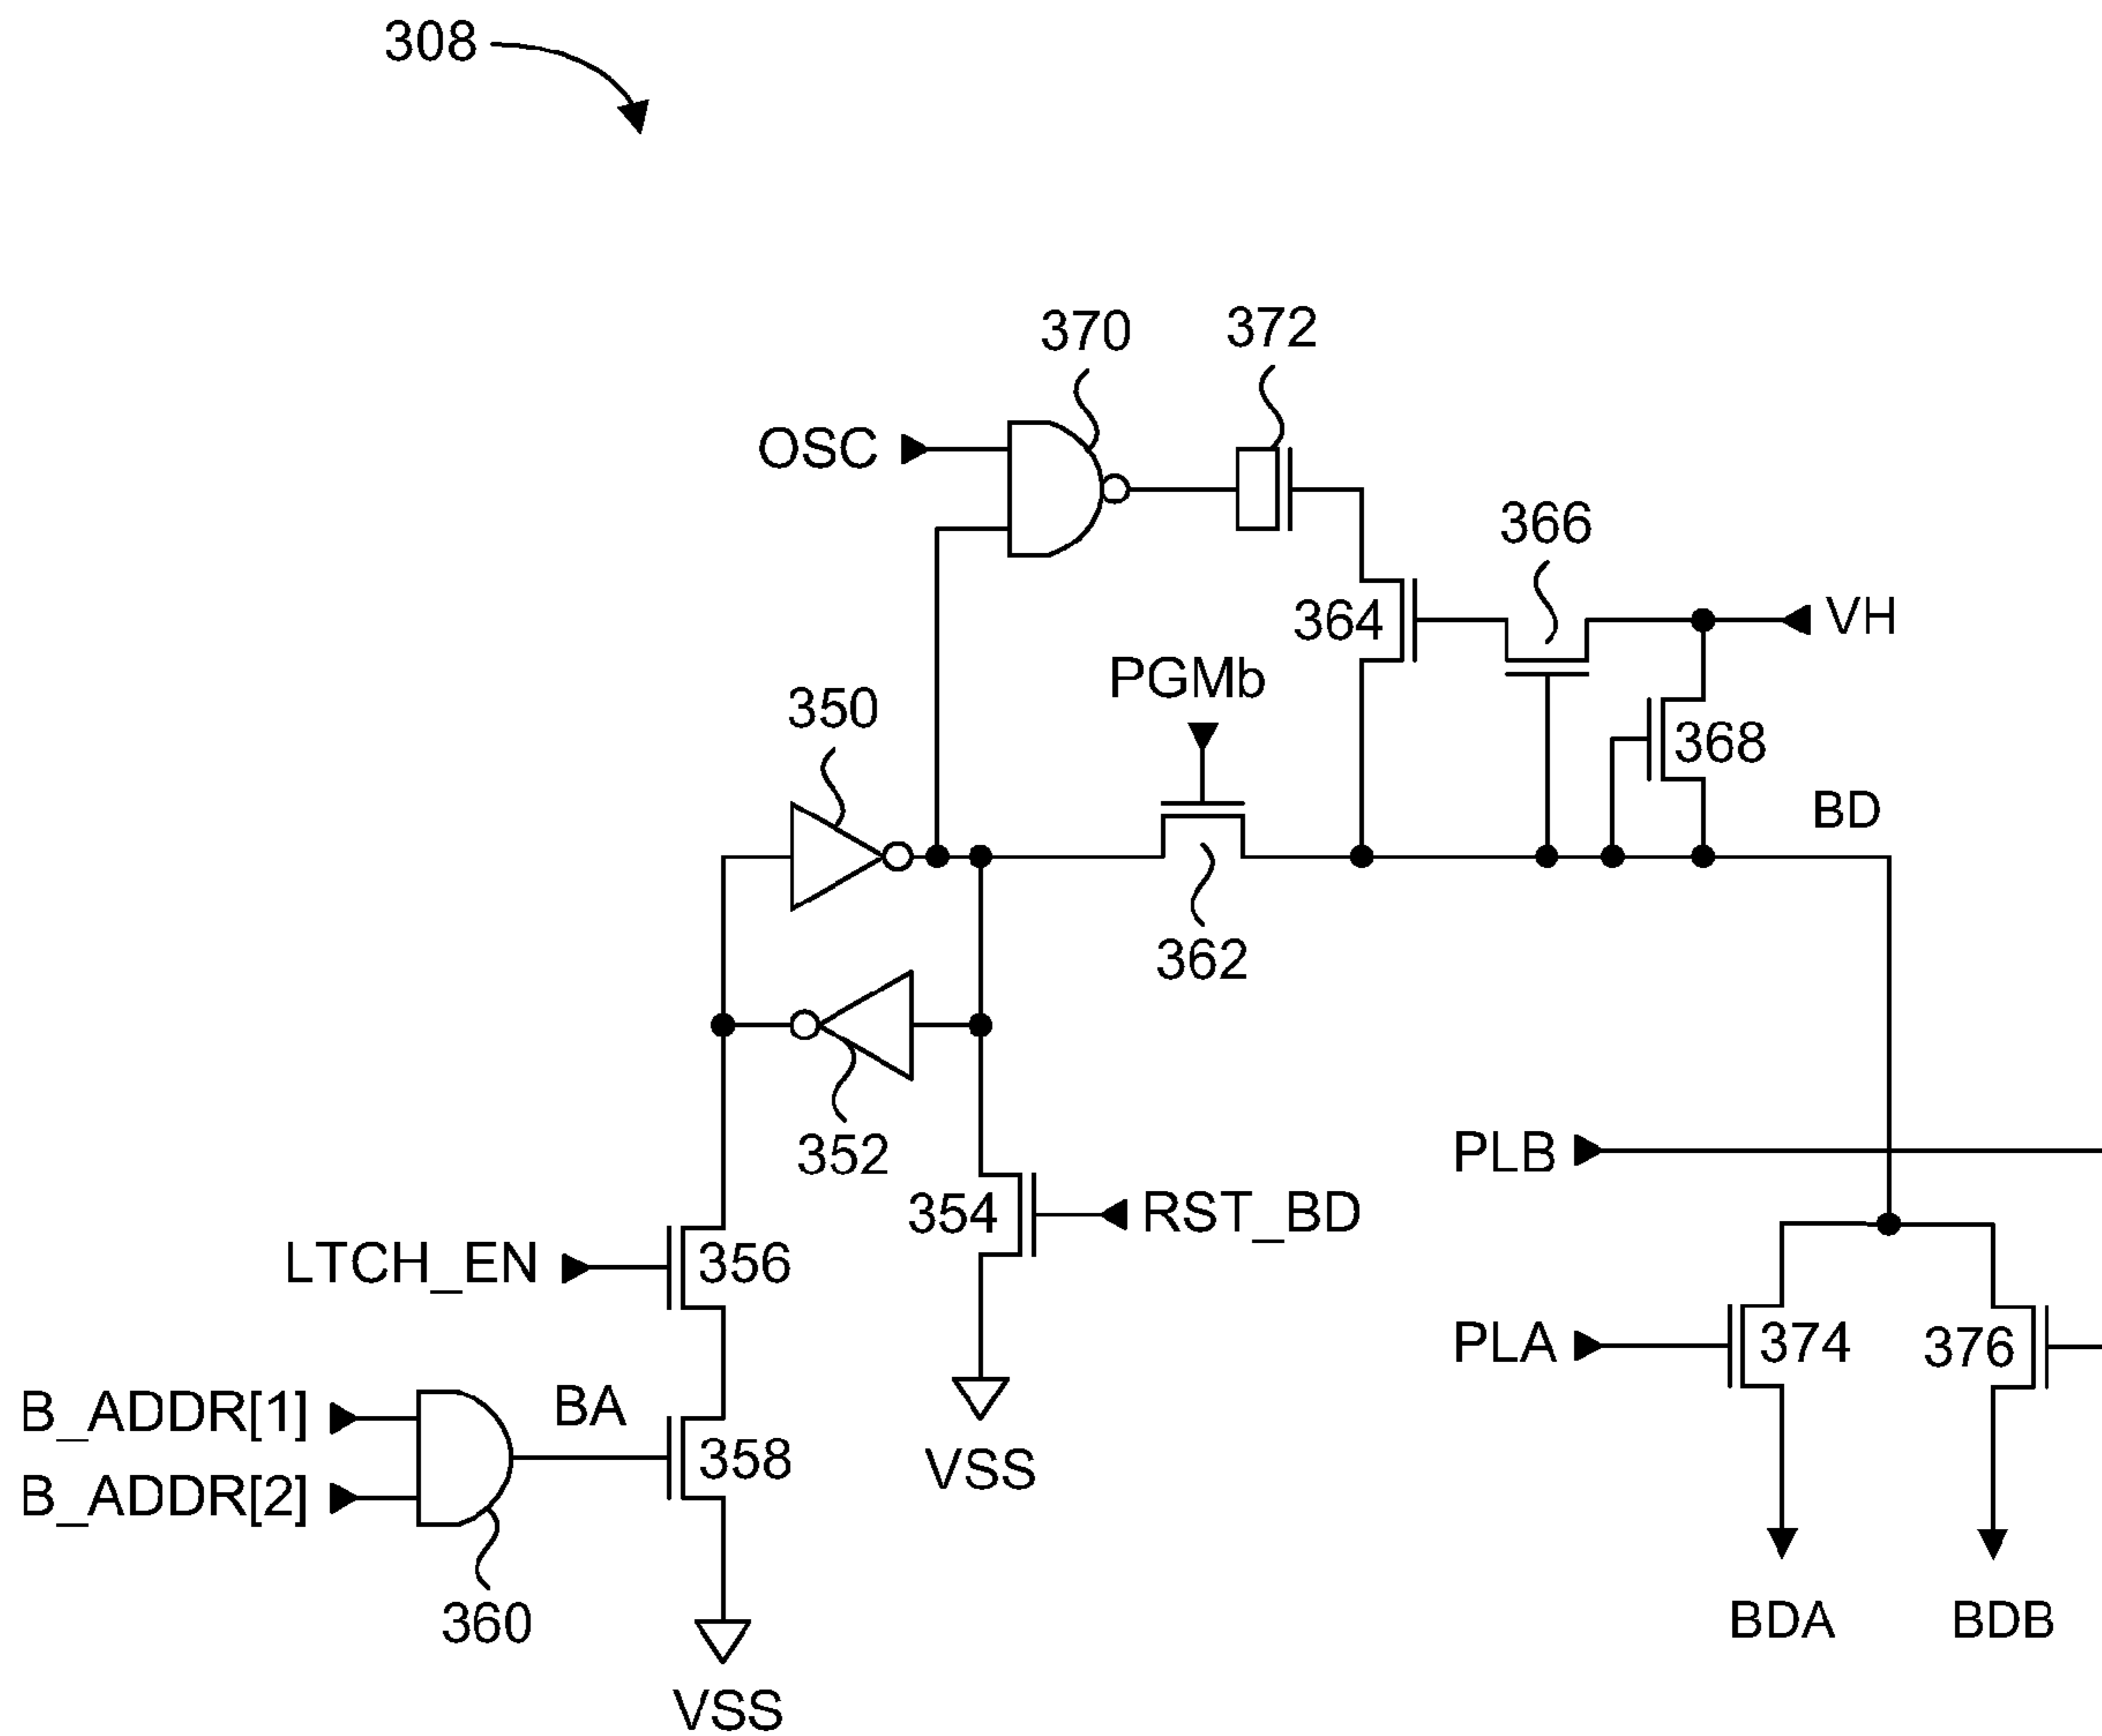 308
370
372
OSC
366
364
VH
PGMb
350
368
BD
362
352
PLB
354
RST_BD
LTCH_EN
356
PLA
374
376
B_ADDR[1]
BA
358
VSS
B_ADDR[2]
360
BDA
BDB
VSS